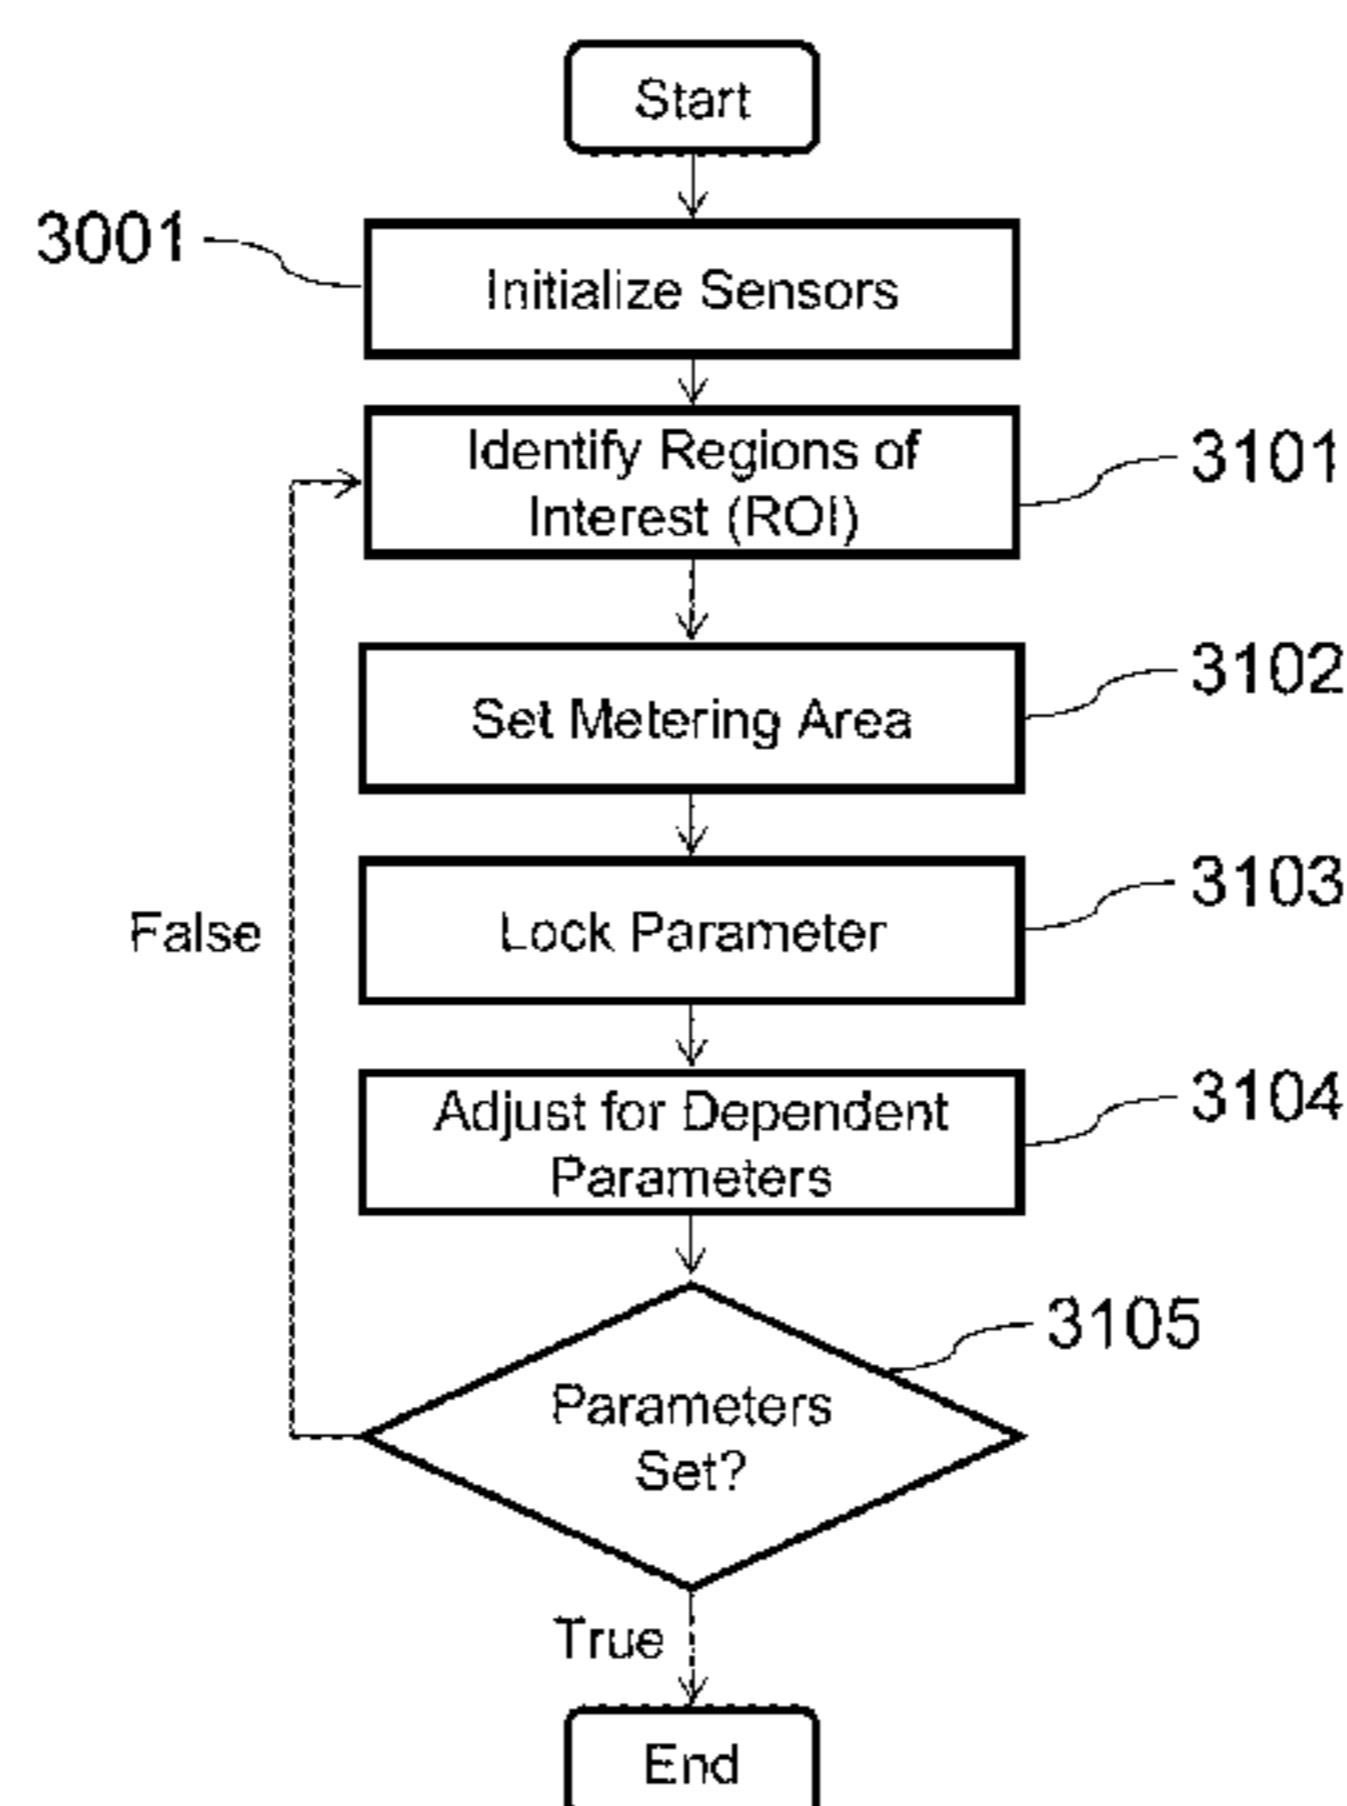 Start
3001
Initialize Sensors
Identify Regions of
Interest (ROI)
3101
Set Metering Area
3102
Lock Parameter
3103
False
Adjust for Dependent
Parameters
3104
Parameters
Set?
3105
True
End